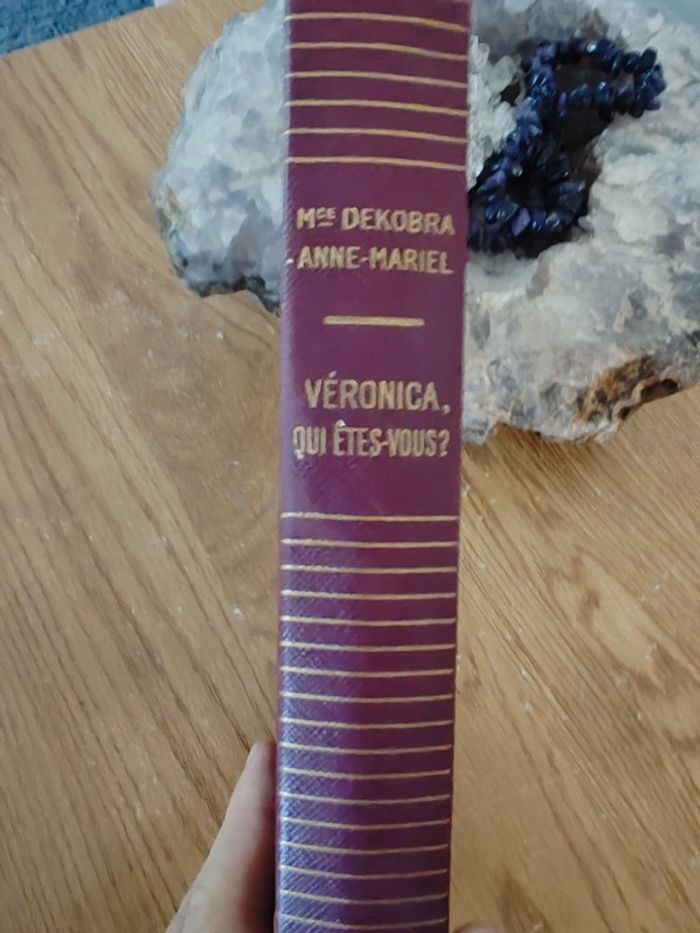 Mce DEKOBRA
ANNE-MARIEL
VÉRONICA,
QUI ÊTES-VOUS?